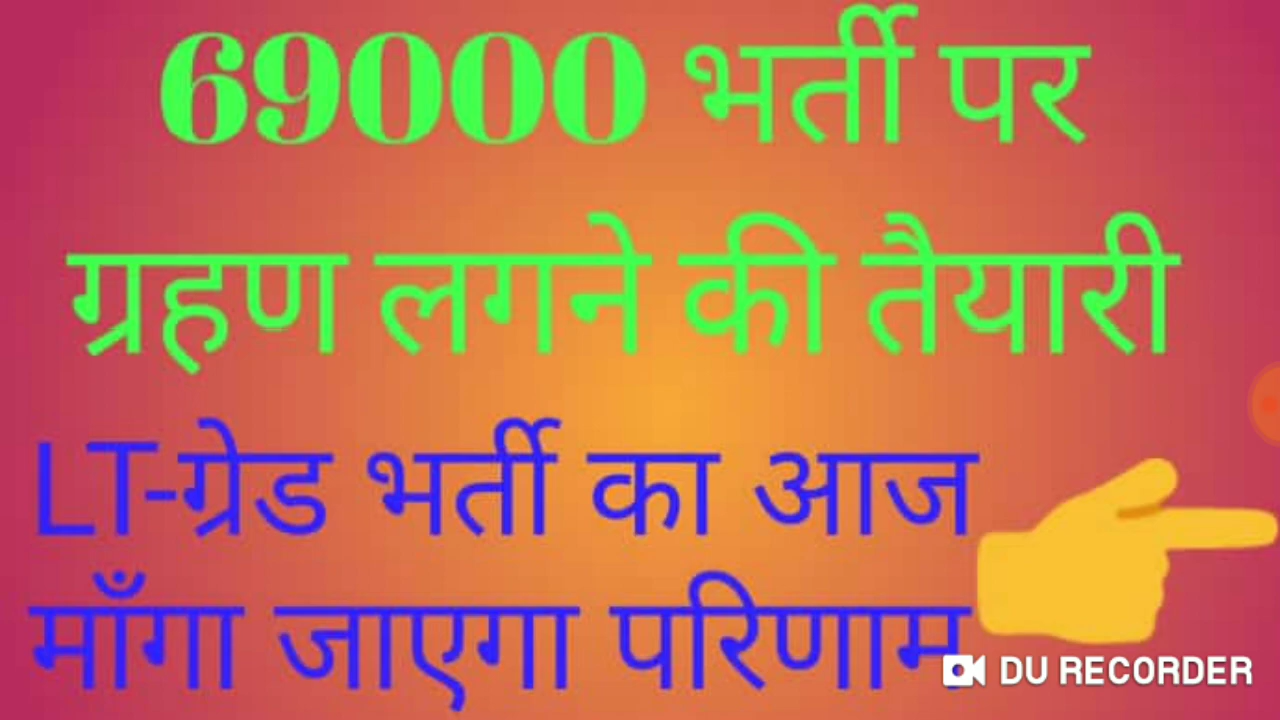 69000 भर्ती पर
ग्रहण लगने की तैयारी
LT-ग्रेड भर्ती का आज
माँगा जाएगा परिणाम
DU RECORDER